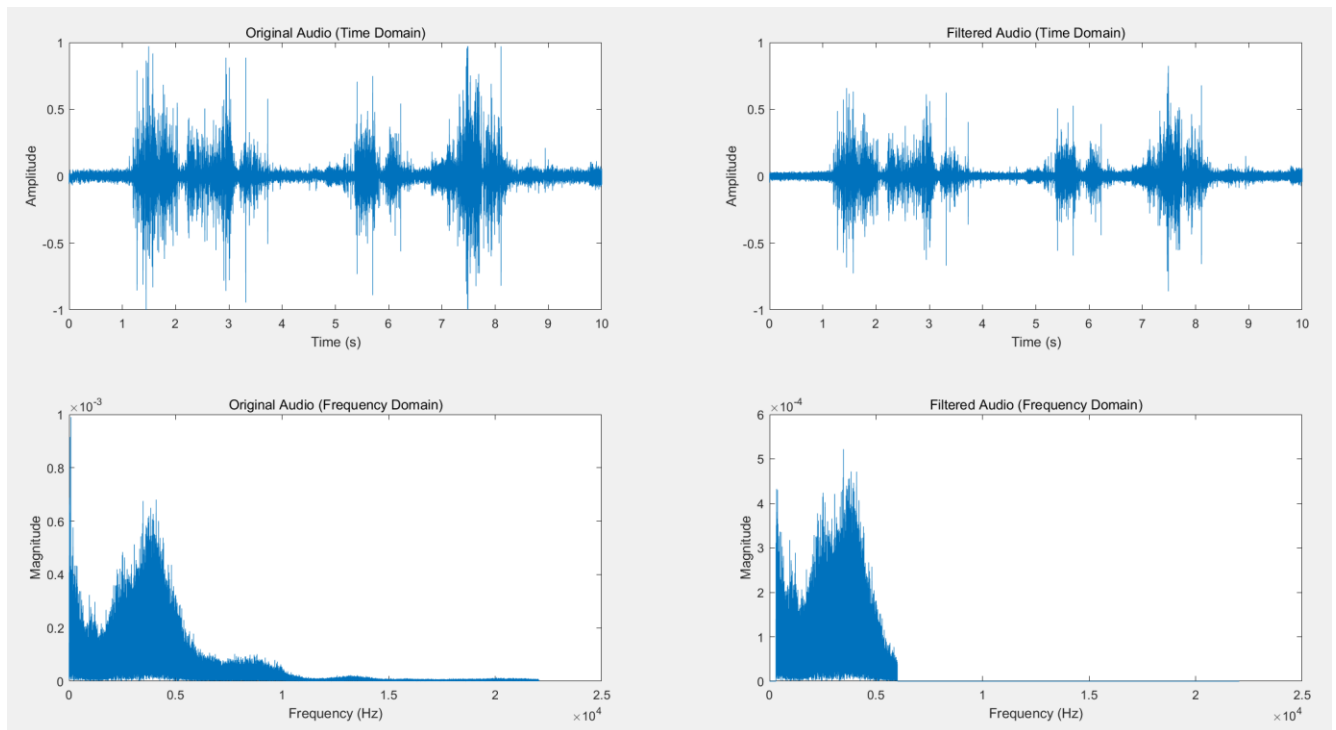 Original Audio (Time Domain)
1
0.5
0
-0.5
-1
Amplitude
0 1 2 3 4 5 6 7 8 9 10
Time (s)
Filtered Audio (Time Domain)
1
0.5
0
-0.5
-1
Amplitude
0 1 2 3 4 5 6 7 8 9 10
Time (s)
Original Audio (Frequency Domain)
×10⁻³
1
0.8
0.6
0.4
0.2
0
Magnitude
0 0.5 1 1.5 2 2.5
Frequency (Hz)
×10⁴
Filtered Audio (Frequency Domain)
×10⁻⁴
6
5
4
3
2
1
0
Magnitude
0 0.5 1 1.5 2 2.5
Frequency (Hz)
×10⁴